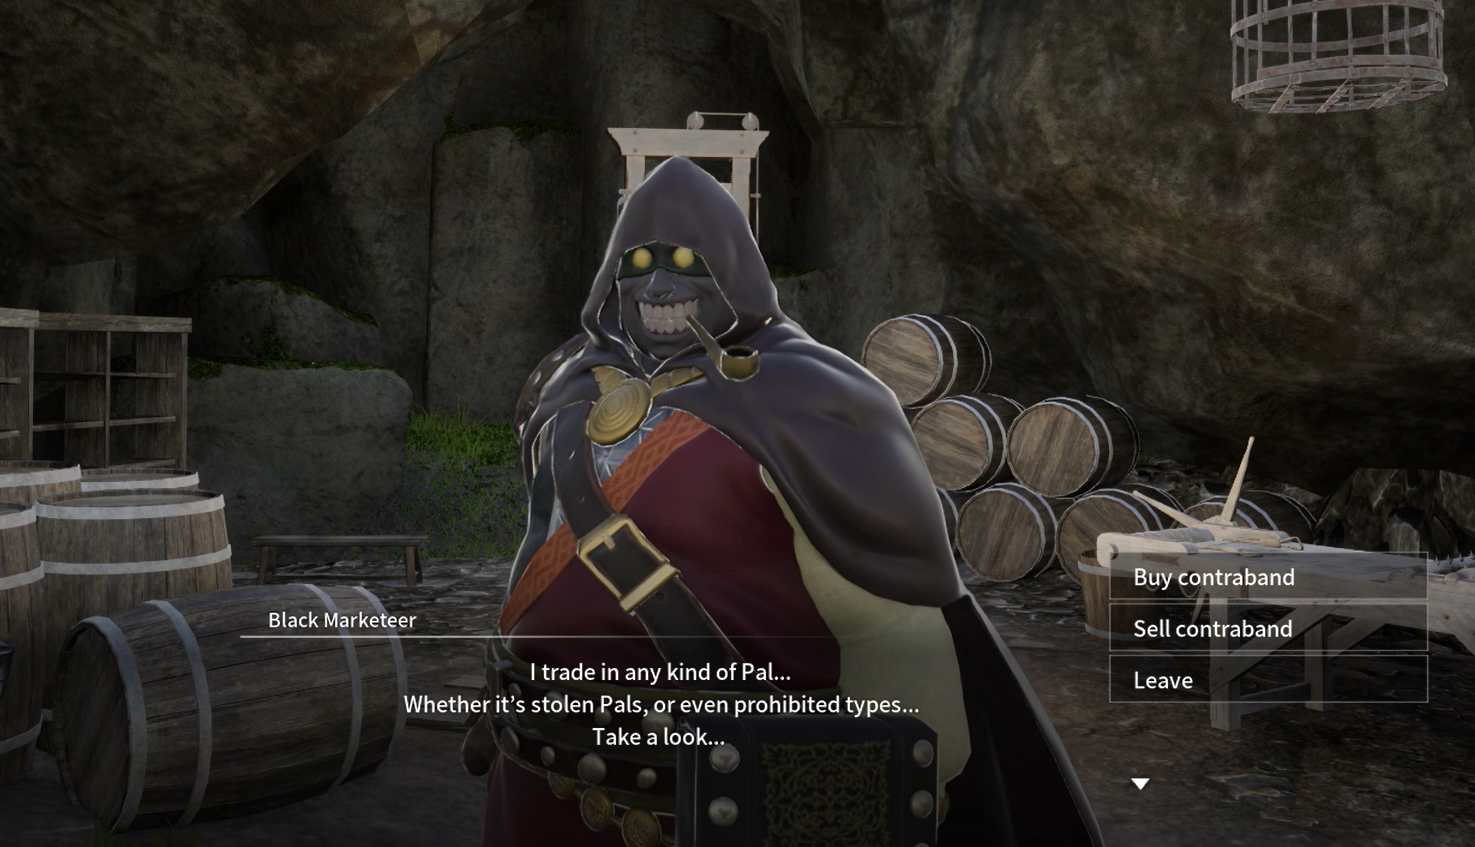 Black Marketeer
I trade in any kind of Pal...
Whether it’s stolen Pals, or even prohibited types...
Take a look...
Buy contraband
Sell contraband
Leave